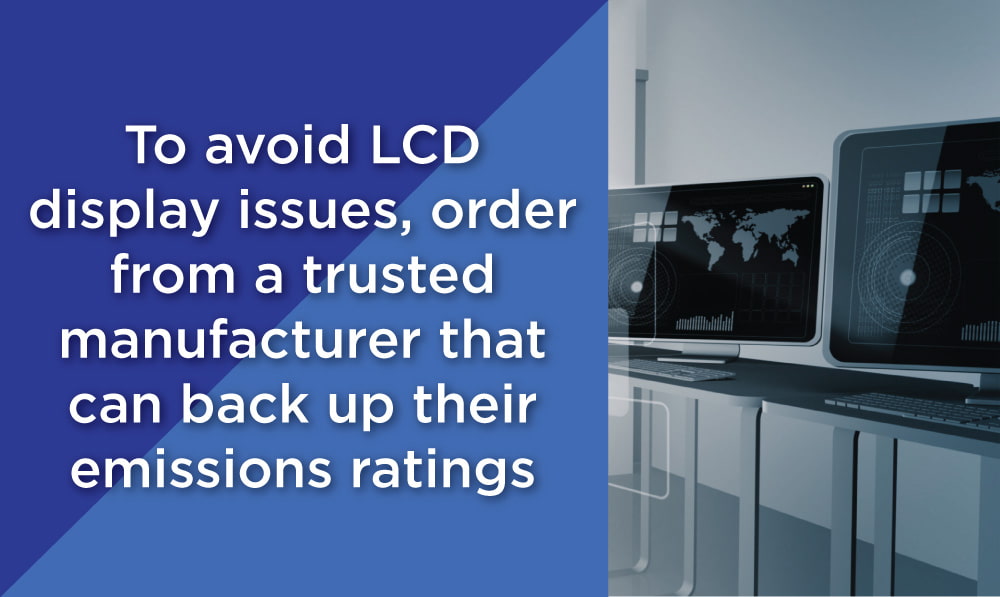 To avoid LCD
display issues, order
from a trusted
manufacturer that
can back up their
emissions ratings